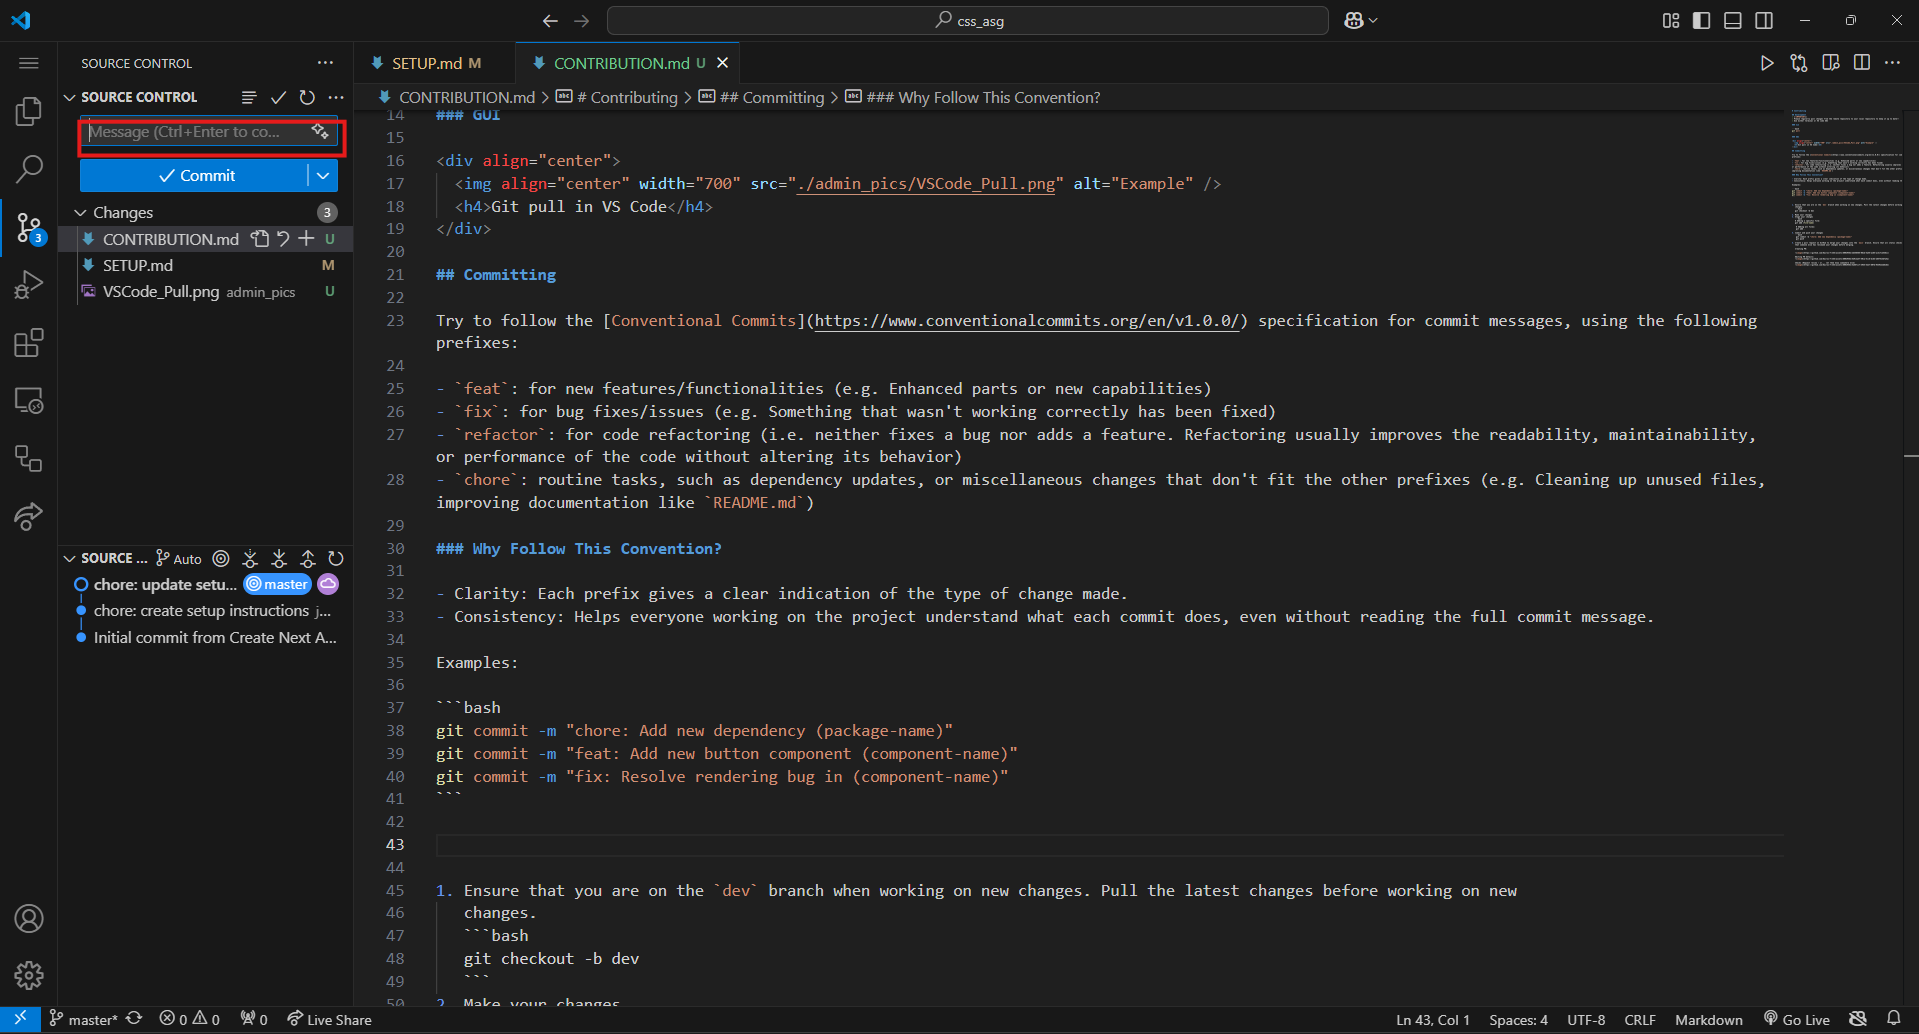 css_asg
SOURCE CONTROL
SETUP.md M
CONTRIBUTION.md U
SOURCE CONTROL
CONTRIBUTION.md > # Contributing > ## Committing > ### Why Follow This Convention?
Message (Ctrl+Enter to co...
Commit
Changes 3
CONTRIBUTION.md U
SETUP.md M
VSCode_Pull.png admin_pics U
3
SOURCE ... Auto
chore: update setu... master
chore: create setup instructions j...
Initial commit from Create Next A...
14 ### GUI
15
16 <div align="center">
17 <img align="center" width="700" src="./admin_pics/VSCode_Pull.png" alt="Example" />
18 <h4>Git pull in VS Code</h4>
19 </div>
20
21 ## Committing
22
23 Try to follow the [Conventional Commits](https://www.conventionalcommits.org/en/v1.0.0/) specification for commit messages, using the following
prefixes:
24
25 - `feat`: for new features/functionalities (e.g. Enhanced parts or new capabilities)
26 - `fix`: for bug fixes/issues (e.g. Something that wasn't working correctly has been fixed)
27 - `refactor`: for code refactoring (i.e. neither fixes a bug nor adds a feature. Refactoring usually improves the readability, maintainability,
or performance of the code without altering its behavior)
28 - `chore`: routine tasks, such as dependency updates, or miscellaneous changes that don't fit the other prefixes (e.g. Cleaning up unused files,
improving documentation like `README.md`)
29
30 ### Why Follow This Convention?
31
32 - Clarity: Each prefix gives a clear indication of the type of change made.
33 - Consistency: Helps everyone working on the project understand what each commit does, even without reading the full commit message.
34
35 Examples:
36
37 ```bash
38 git commit -m "chore: Add new dependency (package-name)"
39 git commit -m "feat: Add new button component (component-name)"
40 git commit -m "fix: Resolve rendering bug in (component-name)"
41 ```
42
43
44
45 1. Ensure that you are on the `dev` branch when working on new changes. Pull the latest changes before working on new
46 changes.
47 ```bash
48 git checkout -b dev
49 ```
50 2. Make your changes
master* 0 0 0 Live Share
Ln 43, Col 1 Spaces: 4 UTF-8 CRLF Markdown Go Live